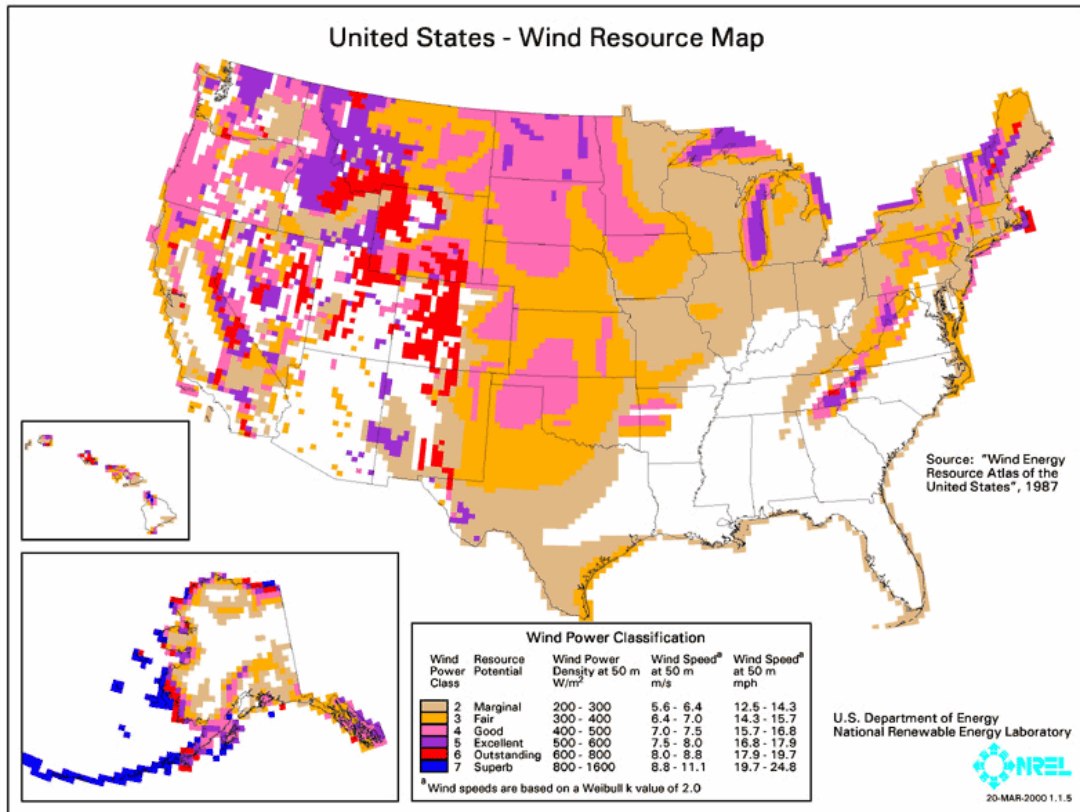 United States - Wind Resource Map
Source: "Wind Energy
Resource Atlas of the
United States", 1987
Wind Power Classification
Wind Power Class Resource Potential Wind Power Density at 50 m W/m² Wind Speedᵃ at 50 m m/s Wind Speedᵃ at 50 m mph
2 Marginal 200 - 300 5.6 - 6.4 12.5 - 14.3
3 Fair 300 - 400 6.4 - 7.0 14.3 - 15.7
4 Good 400 - 500 7.0 - 7.5 15.7 - 16.8
5 Excellent 500 - 600 7.5 - 8.0 16.8 - 17.9
6 Outstanding 600 - 800 8.0 - 8.8 17.9 - 19.7
7 Superb 800 - 1600 8.8 - 11.1 19.7 - 24.8
ᵃ Wind speeds are based on a Weibull k value of 2.0
U.S. Department of Energy
National Renewable Energy Laboratory
NREL
20-MAR-2000 1.1.5